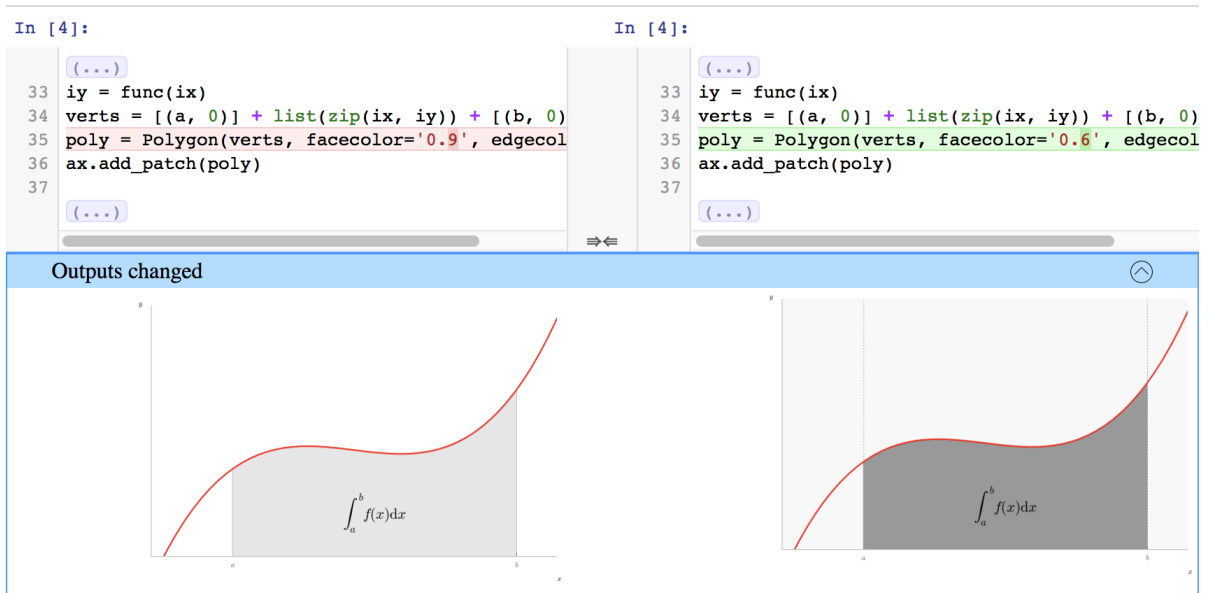 In [4]:
(...)
33 iy = func(ix)
34 verts = [(a, 0)] + list(zip(ix, iy)) + [(b, 0)
35 poly = Polygon(verts, facecolor='0.9', edgecol
36 ax.add_patch(poly)
37
(...)
In [4]:
(...)
33 iy = func(ix)
34 verts = [(a, 0)] + list(zip(ix, iy)) + [(b, 0)
35 poly = Polygon(verts, facecolor='0.6', edgecol
36 ax.add_patch(poly)
37
(...)
Outputs changed
y
∫_a^b f(x)dx
a b
x
y
∫_a^b f(x)dx
a b
x